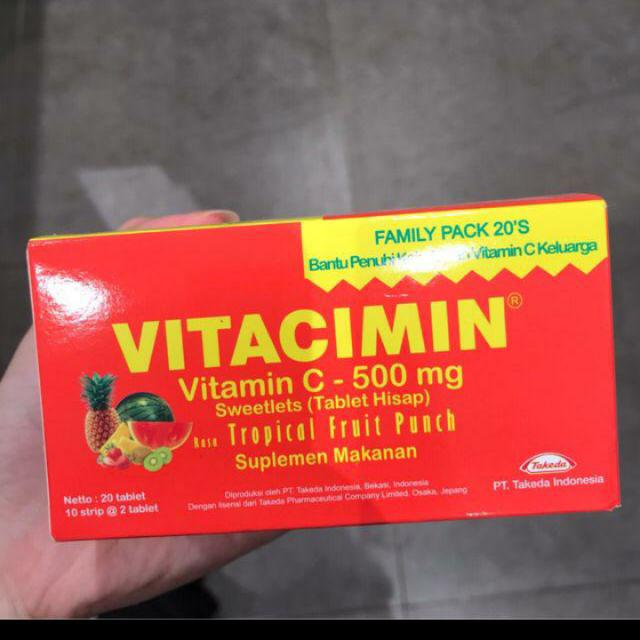 FAMILY PACK 20'S
Bantu Penuhi Vitamin C Keluarga
VITACIMIN®
Vitamin C - 500 mg
Sweetlets (Tablet Hisap)
Rasa Tropical Fruit Punch
Suplemen Makanan
Netto : 20 tablet
10 strip @ 2 tablet
Diproduksi oleh PT. Takeda Indonesia, Bekasi, Indonesia
Dengan lisensi dari Takeda Pharmaceutical Company Limited, Osaka, Jepang
Takeda
PT. Takeda Indonesia